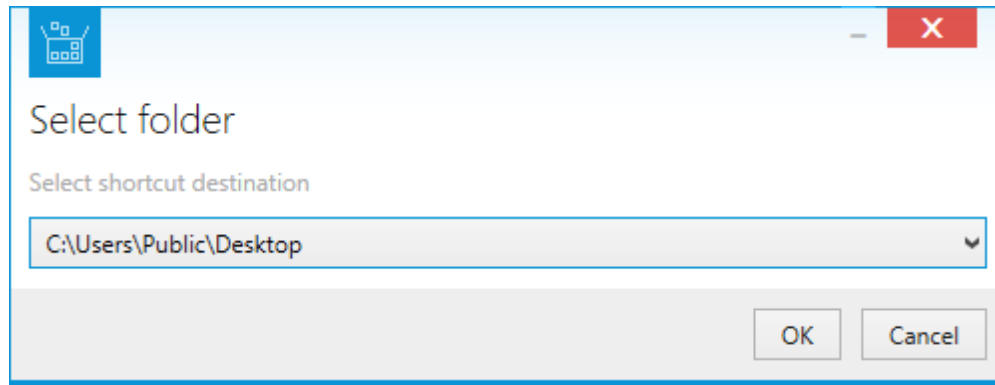 Select folder
Select shortcut destination
C:\Users\Public\Desktop
OK Cancel